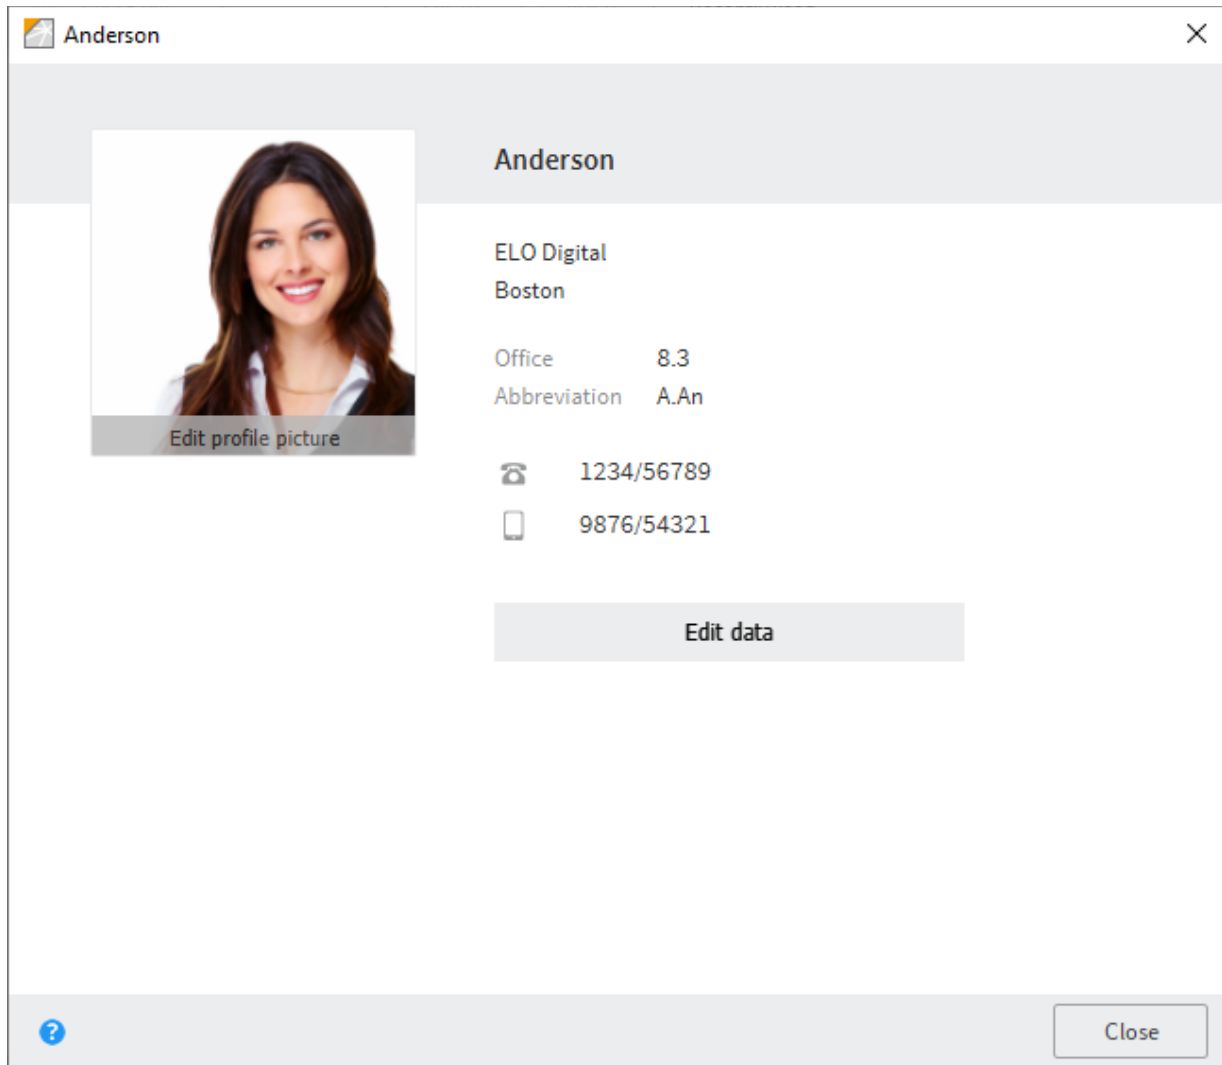 Anderson
Anderson
ELO Digital
Boston
Office 8.3
Abbreviation A.An
Edit profile picture
1234/56789
9876/54321
Edit data
?
Close